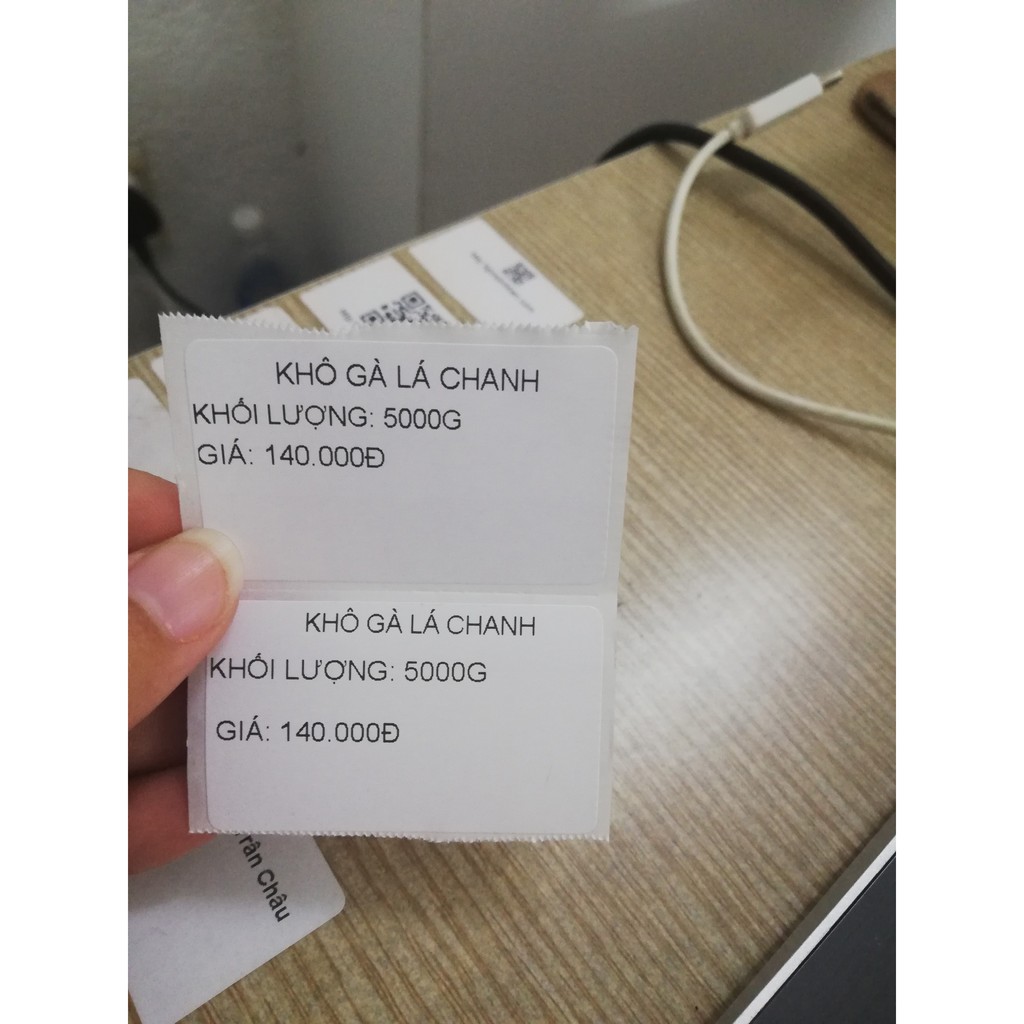 KHÔ GÀ LÁ CHANH
KHỐI LƯỢNG: 5000G
GIÁ: 140.000Đ
KHÔ GÀ LÁ CHANH
KHỐI LƯỢNG: 5000G
GIÁ: 140.000Đ
Trân Châu